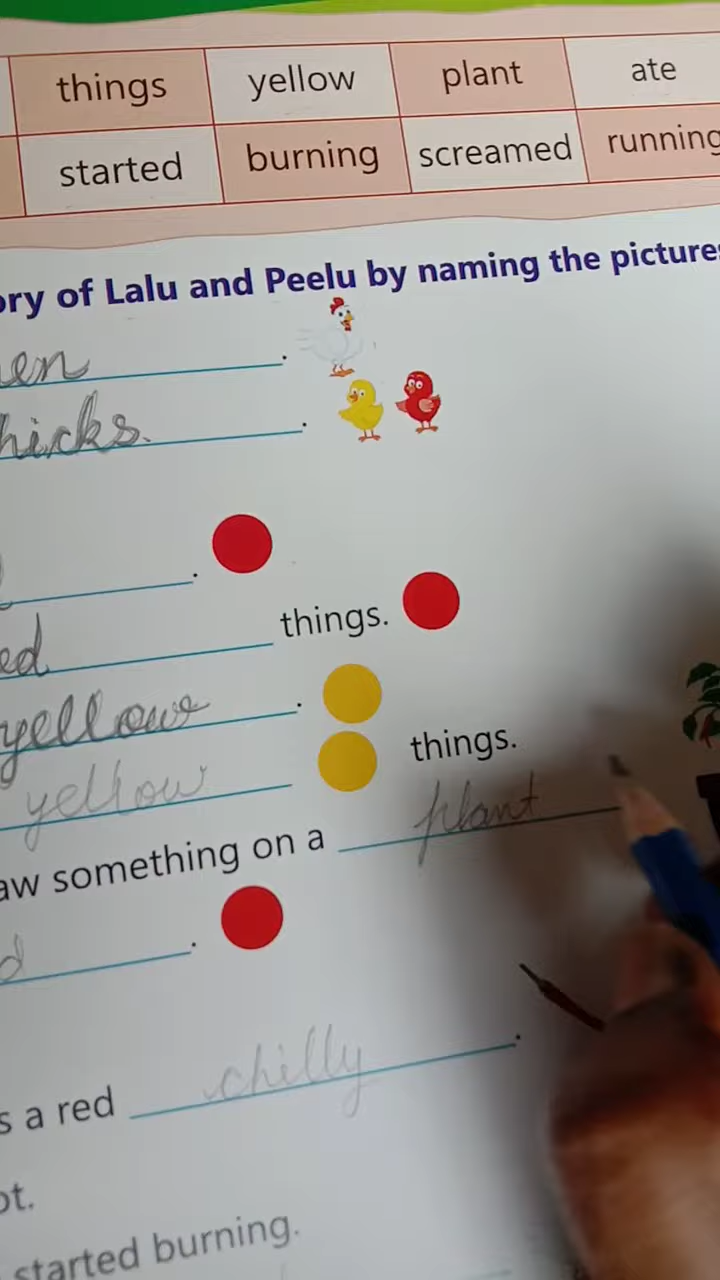 things yellow plant ate
started burning screamed running
ory of Lalu and Peelu by naming the picture
en .
hicks. .
.
ed things.
yellow .
yellow things.
aw something on a plant
d .
s a red chilly .
ot.
started burning.